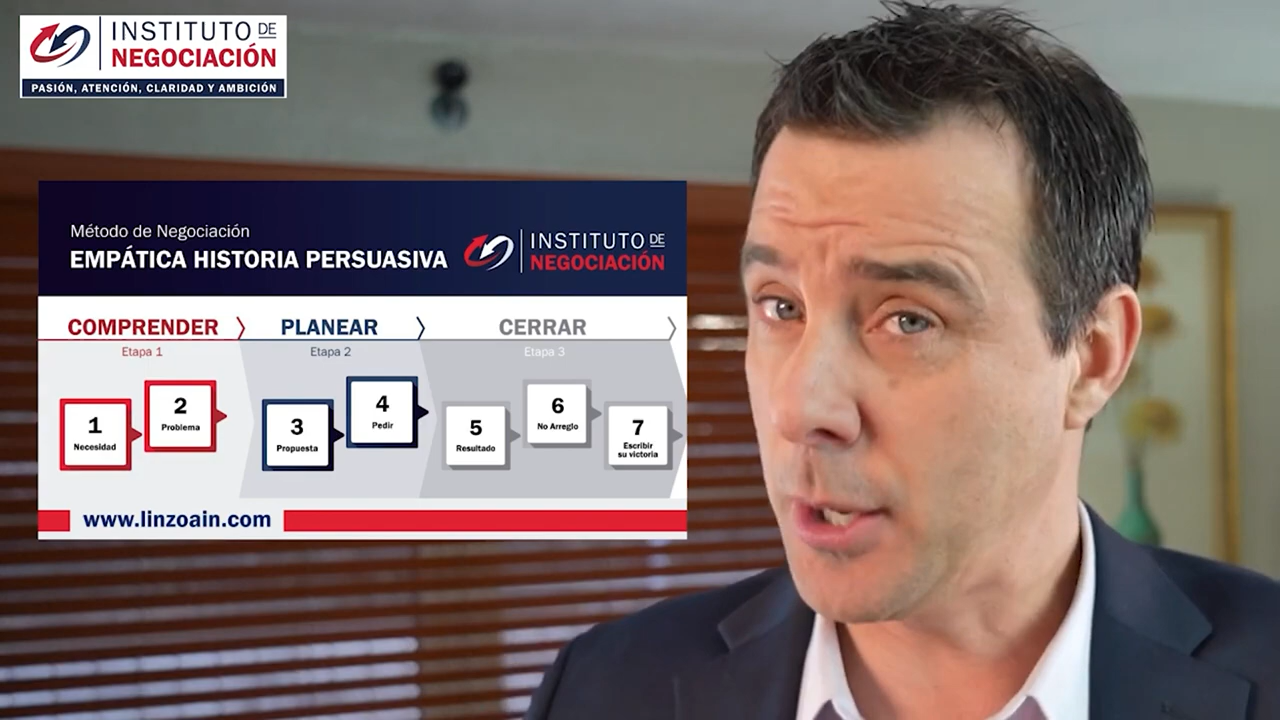 INSTITUTO DE
NEGOCIACIÓN
PASIÓN, ATENCIÓN, CLARIDAD Y AMBICIÓN
Método de Negociación
EMPÁTICA HISTORIA PERSUASIVA
INSTITUTO DE
NEGOCIACIÓN
COMPRENDER
PLANEAR
CERRAR
Etapa 1
Etapa 2
Etapa 3
1
Necesidad
2
Problema
3
Propuesta
4
Pedir
5
Resultado
6
No Arreglo
7
Escribir
su victoria
www.linzoain.com